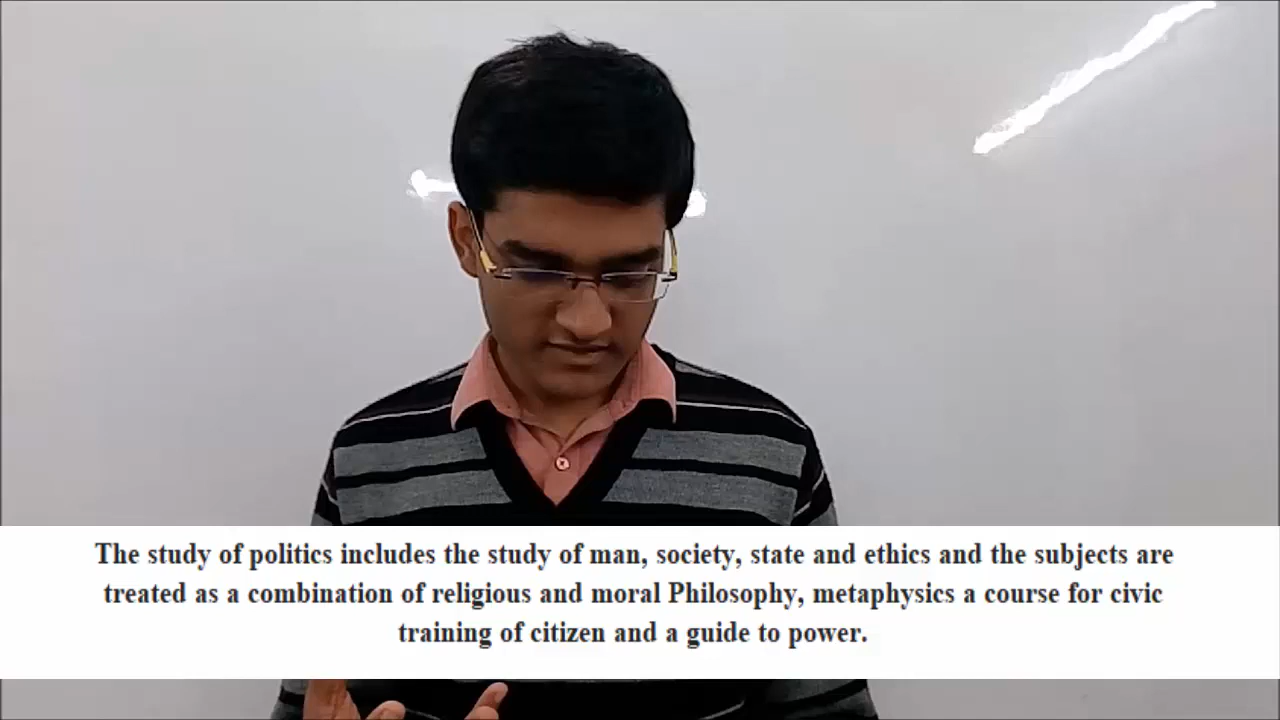 The study of politics includes the study of man, society, state and ethics and the subjects are
treated as a combination of religious and moral Philosophy, metaphysics a course for civic
training of citizen and a guide to power.